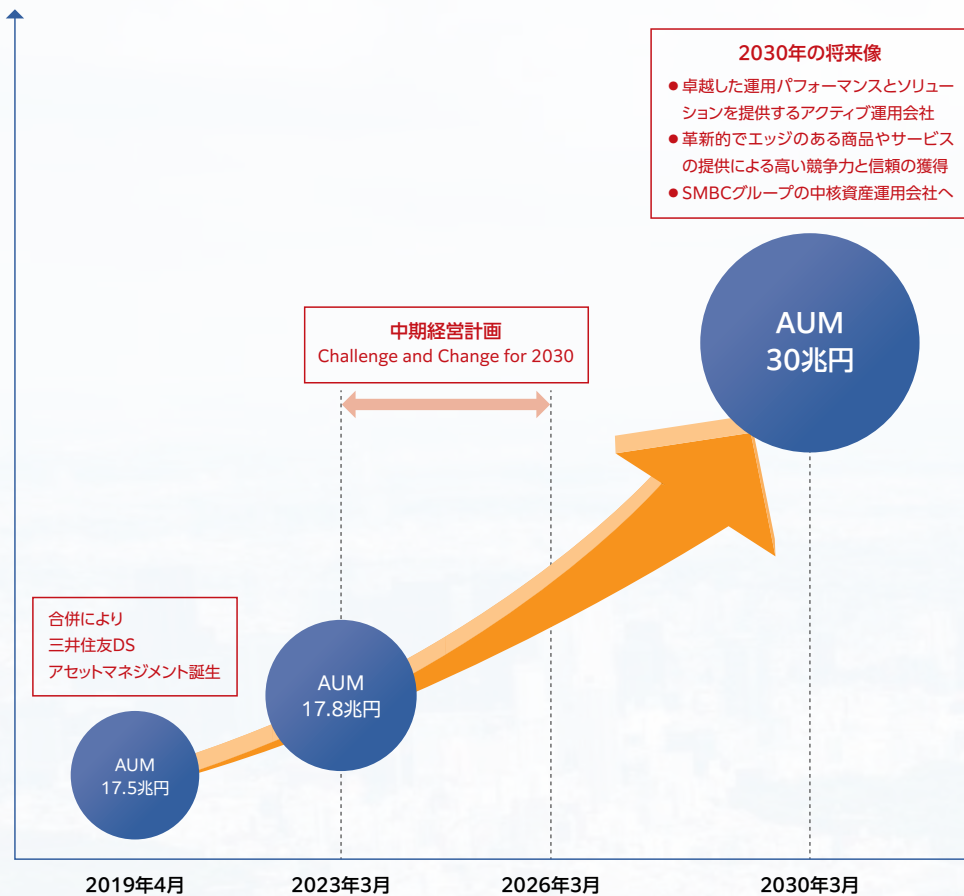 2030年の将来像
● 卓越した運用パフォーマンスとソリュー
ションを提供するアクティブ運用会社
● 革新的でエッジのある商品やサービス
の提供による高い競争力と信頼の獲得
● SMBCグループの中核資産運用会社へ
AUM
30兆円
中期経営計画
Challenge and Change for 2030
合併により
三井住友DS
アセットマネジメント誕生
AUM
17.8兆円
AUM
17.5兆円
2019年4月
2023年3月
2026年3月
2030年3月